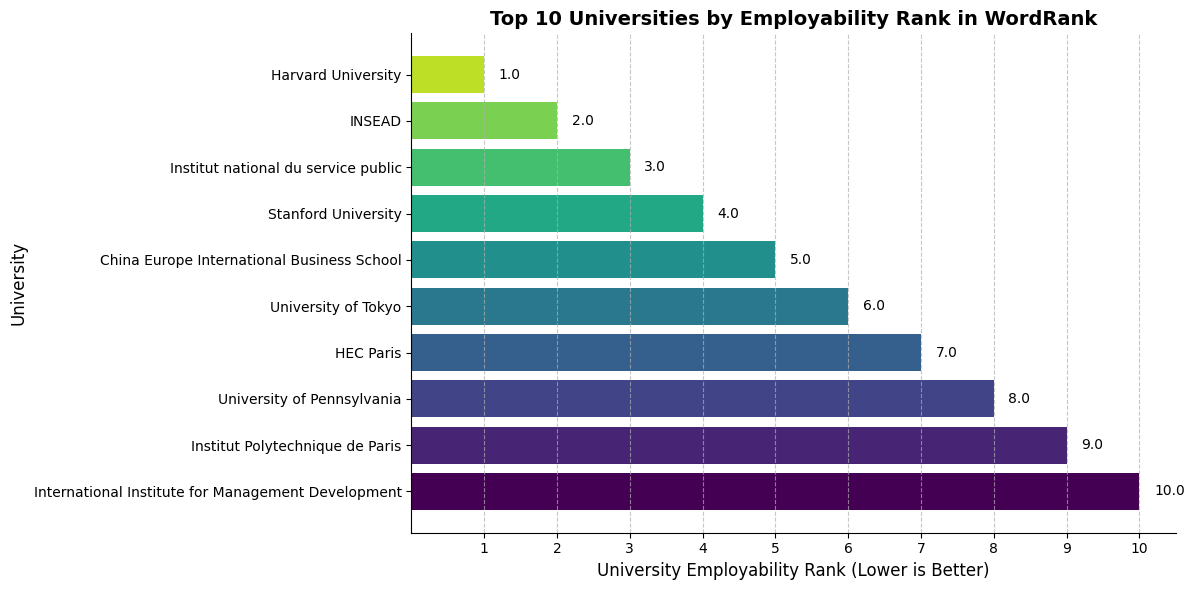 Top 10 Universities by Employability Rank in WordRank
University
Harvard University
1.0
INSEAD
2.0
Institut national du service public
3.0
Stanford University
4.0
China Europe International Business School
5.0
University of Tokyo
6.0
HEC Paris
7.0
University of Pennsylvania
8.0
Institut Polytechnique de Paris
9.0
International Institute for Management Development
10.0
1 2 3 4 5 6 7 8 9 10
University Employability Rank (Lower is Better)